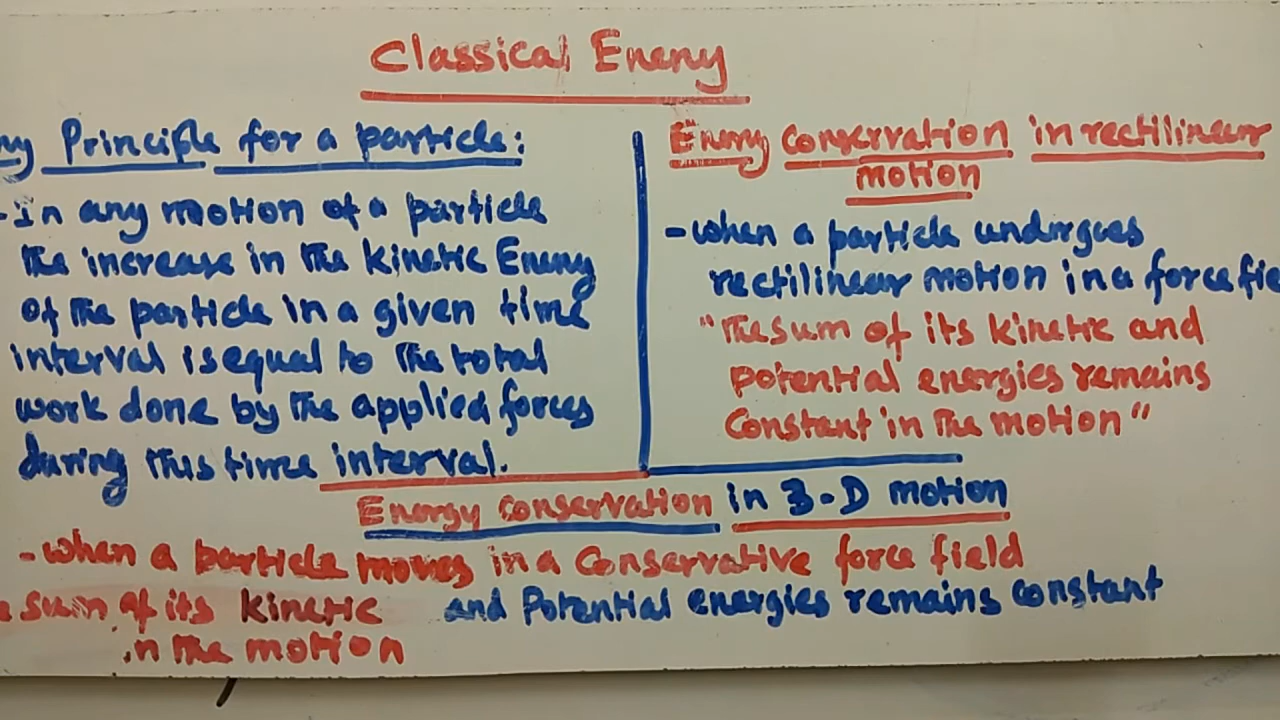 Classical Eneny
ny Principle for a particle:
- In any motion of a particle
the increase in the kinetic Eneny
of the particle in a given time
interval is equal to the total
work done by the applied forces
during this time interval.
Energy conservation in rectilinear
motion
- when a particle undergoes
rectilinear motion in a force fie
"The sum of its kinetic and
potential energies remains
constant in the motion"
Energy conservation in 3-D motion
- when a particle moves in a conservative force field
e sum of its kinetic and potential energies remains constant
in the motion